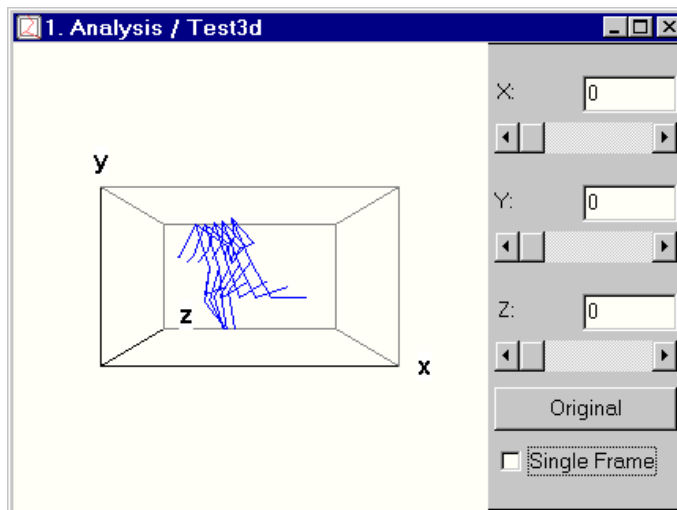 1. Analysis / Test3d
y
z
x
X:
0
Y:
0
Z:
0
Original
Single Frame